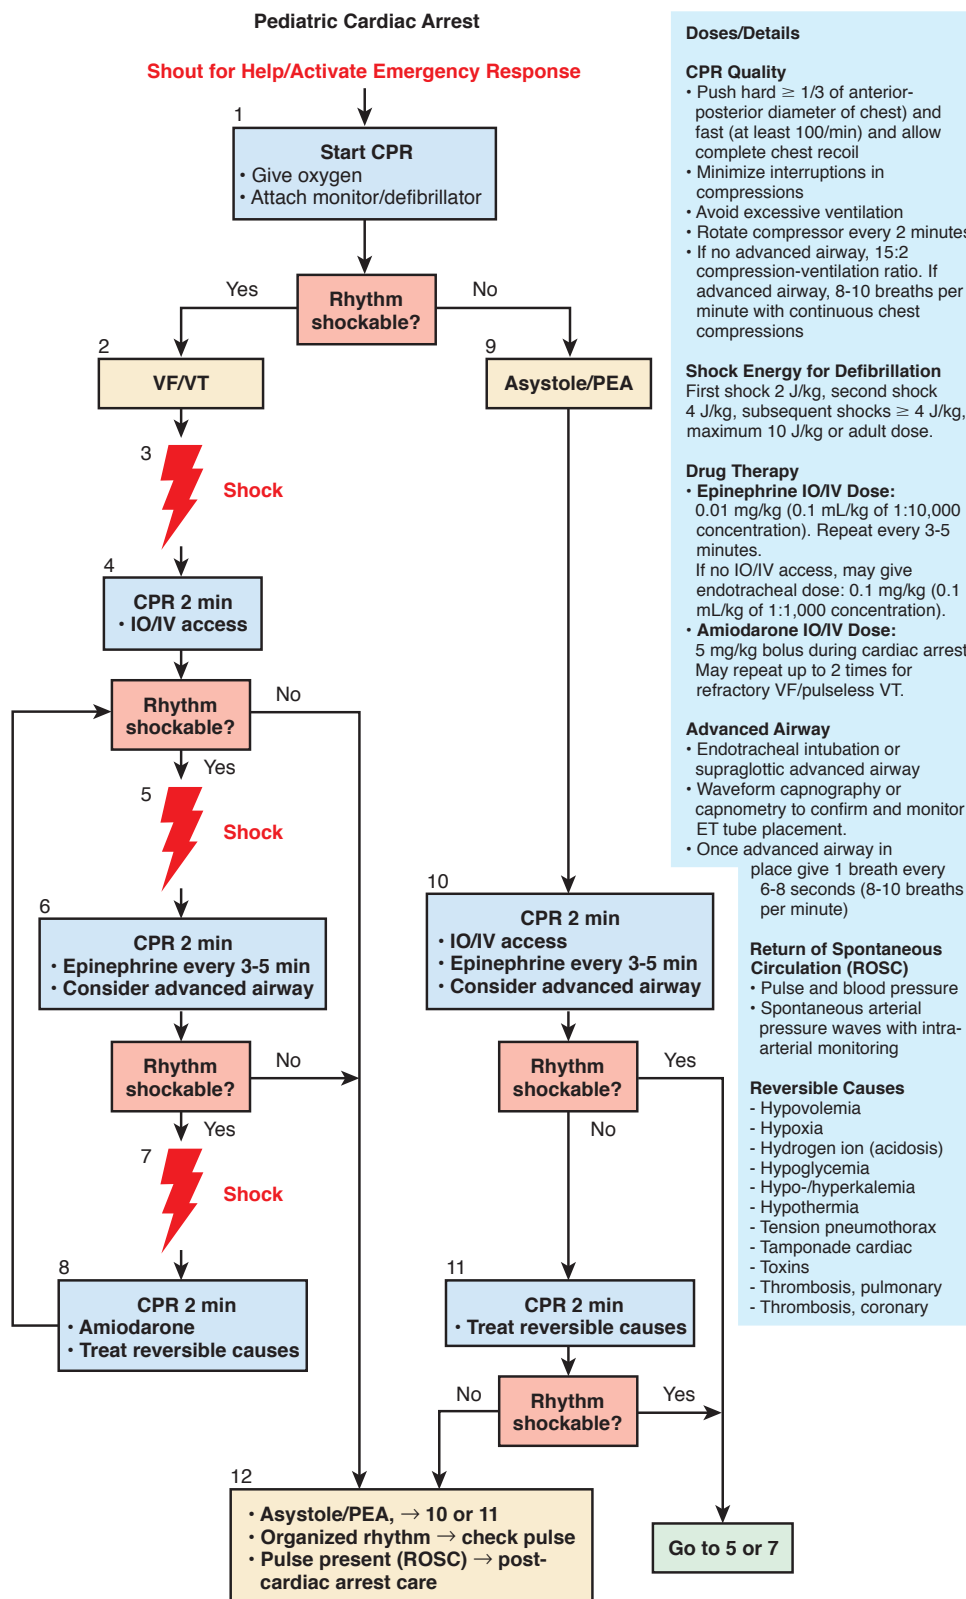 Pediatric Cardiac Arrest
Shout for Help/Activate Emergency Response
1
Start CPR
• Give oxygen
• Attach monitor/defibrillator
Rhythm
shockable?
Yes
No
2
VF/VT
9
Asystole/PEA
3
Shock
4
CPR 2 min
• IO/IV access
Rhythm
shockable?
No
Yes
5
Shock
6
CPR 2 min
• Epinephrine every 3-5 min
• Consider advanced airway
Rhythm
shockable?
No
Yes
7
Shock
8
CPR 2 min
• Amiodarone
• Treat reversible causes
10
CPR 2 min
• IO/IV access
• Epinephrine every 3-5 min
• Consider advanced airway
Rhythm
shockable?
Yes
No
11
CPR 2 min
• Treat reversible causes
No
Rhythm
shockable?
Yes
12
• Asystole/PEA, → 10 or 11
• Organized rhythm → check pulse
• Pulse present (ROSC) → post-
cardiac arrest care
Go to 5 or 7
Doses/Details
CPR Quality
• Push hard ≥ 1/3 of anterior-
posterior diameter of chest) and
fast (at least 100/min) and allow
complete chest recoil
• Minimize interruptions in
compressions
• Avoid excessive ventilation
• Rotate compressor every 2 minutes
• If no advanced airway, 15:2
compression-ventilation ratio. If
advanced airway, 8-10 breaths per
minute with continuous chest
compressions
Shock Energy for Defibrillation
First shock 2 J/kg, second shock
4 J/kg, subsequent shocks ≥ 4 J/kg,
maximum 10 J/kg or adult dose.
Drug Therapy
• Epinephrine IO/IV Dose:
0.01 mg/kg (0.1 mL/kg of 1:10,000
concentration). Repeat every 3-5
minutes.
If no IO/IV access, may give
endotracheal dose: 0.1 mg/kg (0.1
mL/kg of 1:1,000 concentration).
• Amiodarone IO/IV Dose:
5 mg/kg bolus during cardiac arrest
May repeat up to 2 times for
refractory VF/pulseless VT.
Advanced Airway
• Endotracheal intubation or
supraglottic advanced airway
• Waveform capnography or
capnometry to confirm and monitor
ET tube placement.
• Once advanced airway in
place give 1 breath every
6-8 seconds (8-10 breaths
per minute)
Return of Spontaneous
Circulation (ROSC)
• Pulse and blood pressure
• Spontaneous arterial
pressure waves with intra-
arterial monitoring
Reversible Causes
- Hypovolemia
- Hypoxia
- Hydrogen ion (acidosis)
- Hypoglycemia
- Hypo-/hyperkalemia
- Hypothermia
- Tension pneumothorax
- Tamponade cardiac
- Toxins
- Thrombosis, pulmonary
- Thrombosis, coronary